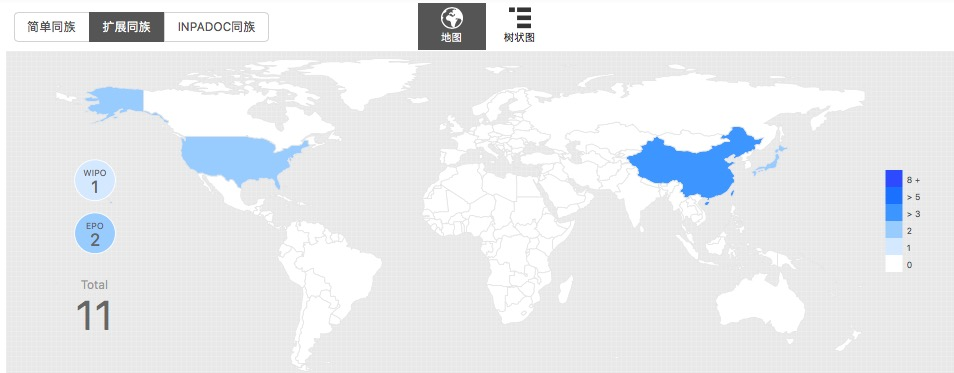 简单同族
扩展同族
INPADOC同族
地图
树状图
WIPO
1
EPO
2
Total
11
8 +
> 5
> 3
2
1
0